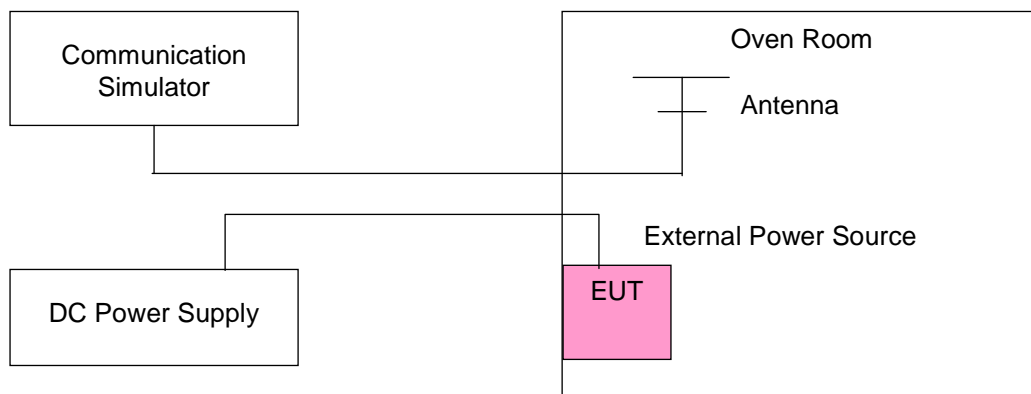 Communication
Simulator
Oven Room
Antenna
External Power Source
DC Power Supply
EUT